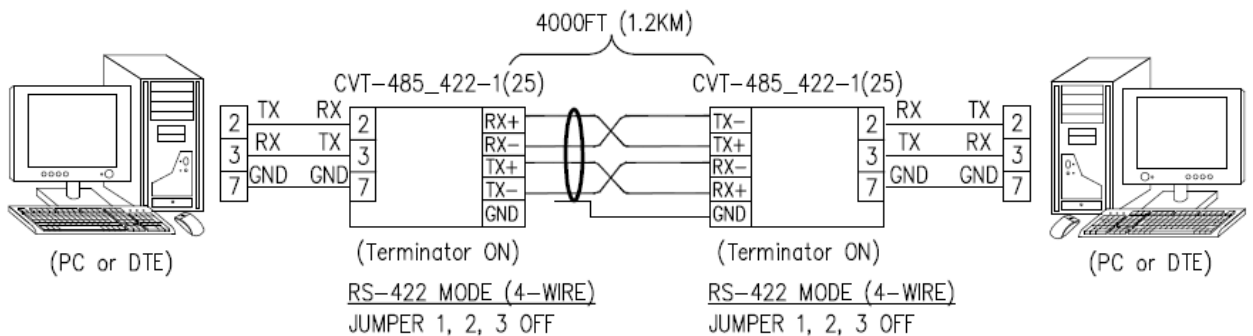 4000FT (1.2KM)
CVT-485_422-1(25)
CVT-485_422-1(25)
2 TX RX 2
3 RX TX 3
7 GND GND 7
RX+
RX-
TX+
TX-
GND
TX-
TX+
RX-
RX+
GND
2 RX TX 2
3 TX RX 3
7 GND GND 7
(PC or DTE)
(Terminator ON)
(Terminator ON)
(PC or DTE)
RS-422 MODE (4-WIRE)
JUMPER 1, 2, 3 OFF
RS-422 MODE (4-WIRE)
JUMPER 1, 2, 3 OFF